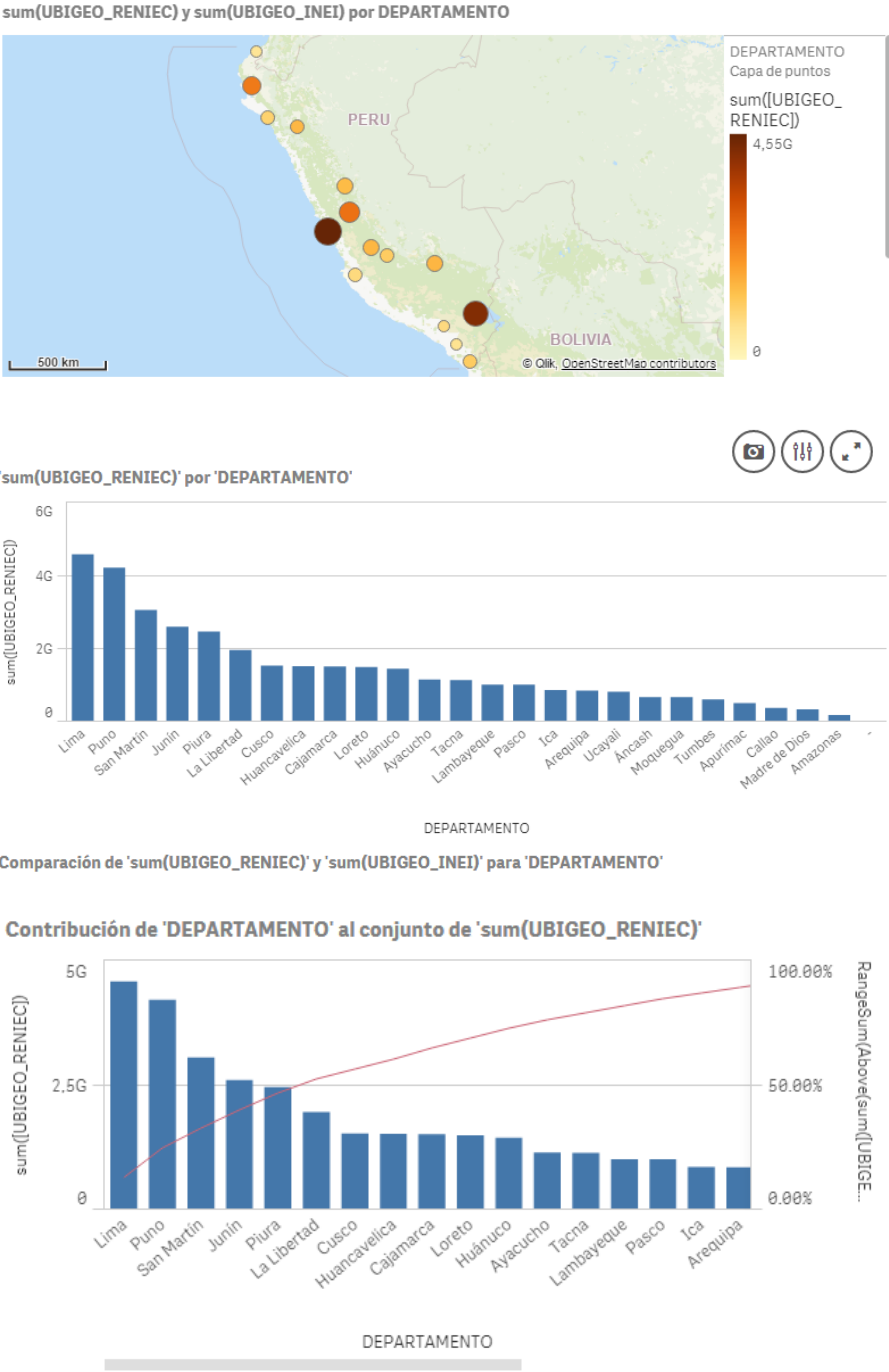 sum(UBIGEO_RENIEC) y sum(UBIGEO_INEI) por DEPARTAMENTO
PERU
BOLIVIA
500 km
© Qlik, OpenStreetMap contributors
DEPARTAMENTO
Capa de puntos
sum([UBIGEO_
RENIEC])
4,55G
0
'sum(UBIGEO_RENIEC)' por 'DEPARTAMENTO'
sum([UBIGEO_RENIEC])
6G
4G
2G
0
Lima
Puno
San Martín
Junín
Piura
La Libertad
Cusco
Huancavelica
Cajamarca
Loreto
Huánuco
Ayacucho
Tacna
Lambayeque
Pasco
Ica
Arequipa
Ucayali
Áncash
Moquegua
Tumbes
Apurímac
Callao
Madre de Dios
Amazonas
-
DEPARTAMENTO
Comparación de 'sum(UBIGEO_RENIEC)' y 'sum(UBIGEO_INEI)' para 'DEPARTAMENTO'
Contribución de 'DEPARTAMENTO' al conjunto de 'sum(UBIGEO_RENIEC)'
sum([UBIGEO_RENIEC])
5G
2,5G
0
100.00%
50.00%
0.00%
RangeSum(Above(sum([UBIGE...
Lima
Puno
San Martín
Junín
Piura
La Libertad
Cusco
Huancavelica
Cajamarca
Loreto
Huánuco
Ayacucho
Tacna
Lambayeque
Pasco
Ica
Arequipa
DEPARTAMENTO